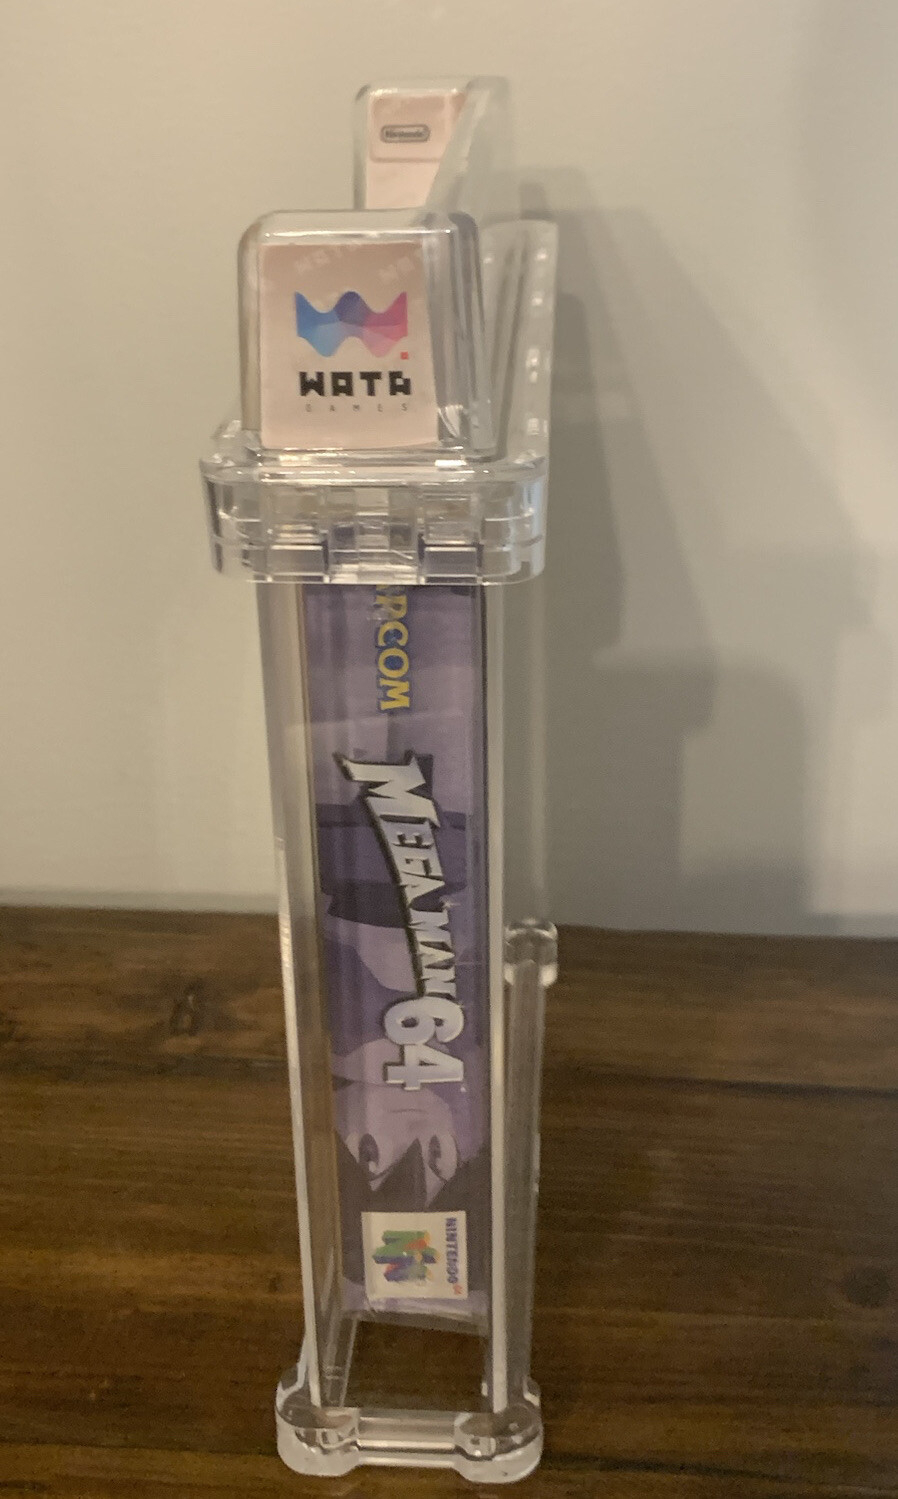 Nintendo
WATA
GAMES
CAPCOM
MEGA MAN 64
NINTENDO 64